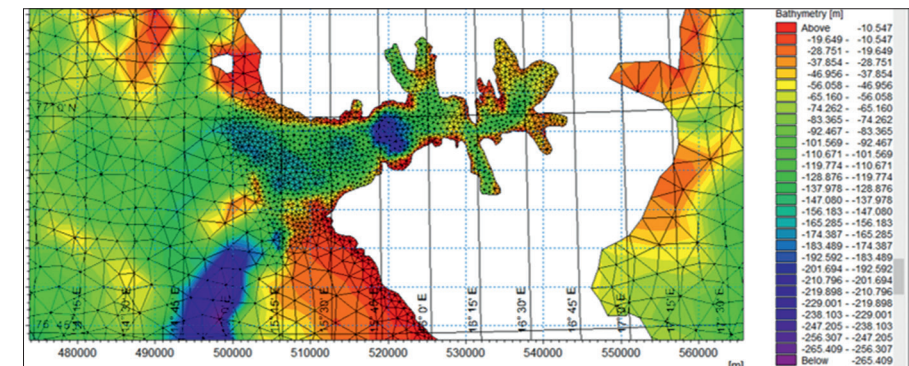 Bathymetry [m]
Above -10.547
-19.649 - -10.547
-28.751 - -19.649
-37.854 - -28.751
-46.956 - -37.854
-56.058 - -46.956
-65.160 - -56.058
-74.262 - -65.160
-83.365 - -74.262
-92.467 - -83.365
-101.569 - -92.467
-110.671 - -101.569
-119.774 - -110.671
-128.876 - -119.774
-137.978 - -128.876
-147.080 - -137.978
-156.183 - -147.080
-165.285 - -156.183
-174.387 - -165.285
-183.489 - -174.387
-192.592 - -183.489
-201.694 - -192.592
-210.796 - -201.694
-219.898 - -210.796
-229.001 - -219.898
-238.103 - -229.001
-247.205 - -238.103
-256.307 - -247.205
-265.409 - -256.307
Below -265.409
77°0' N
16° 15' E
16° 30' E
16° 45' E
480000 490000 500000 510000 520000 530000 540000 550000 560000
[m]